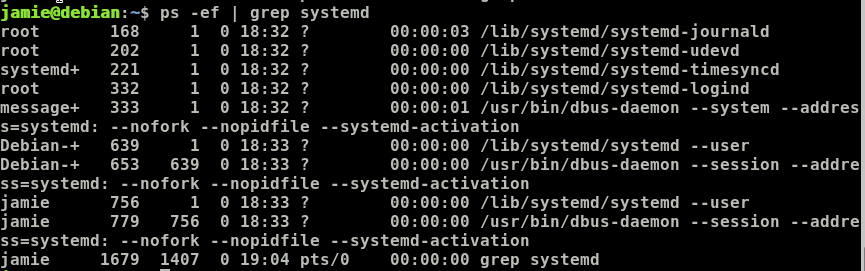 jamie@debian:~$ ps -ef | grep systemd
root       168     1  0 18:32 ?        00:00:03 /lib/systemd/systemd-journald
root       202     1  0 18:32 ?        00:00:00 /lib/systemd/systemd-udevd
systemd+   221     1  0 18:32 ?        00:00:00 /lib/systemd/systemd-timesyncd
root       332     1  0 18:32 ?        00:00:00 /lib/systemd/systemd-logind
message+   333     1  0 18:32 ?        00:00:01 /usr/bin/dbus-daemon --system --addres
s=systemd: --nofork --nopidfile --systemd-activation
Debian-+   639     1  0 18:33 ?        00:00:00 /lib/systemd/systemd --user
Debian-+   653   639  0 18:33 ?        00:00:00 /usr/bin/dbus-daemon --session --addre
ss=systemd: --nofork --nopidfile --systemd-activation
jamie      756     1  0 18:33 ?        00:00:00 /lib/systemd/systemd --user
jamie      779   756  0 18:33 ?        00:00:00 /usr/bin/dbus-daemon --session --addre
ss=systemd: --nofork --nopidfile --systemd-activation
jamie     1679  1407  0 19:04 pts/0    00:00:00 grep systemd